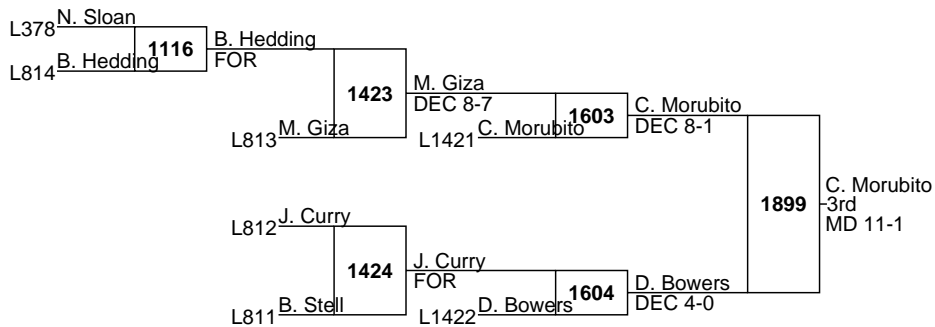 L378 N. Sloan
1116
L814 B. Hedding
B. Hedding
FOR
1423
L813 M. Giza
M. Giza
DEC 8-7
1603
L1421 C. Morubito
C. Morubito
DEC 8-1
1899
C. Morubito
3rd
MD 11-1
L812 J. Curry
1424
L811 B. Stell
J. Curry
FOR
1604
L1422 D. Bowers
D. Bowers
DEC 4-0